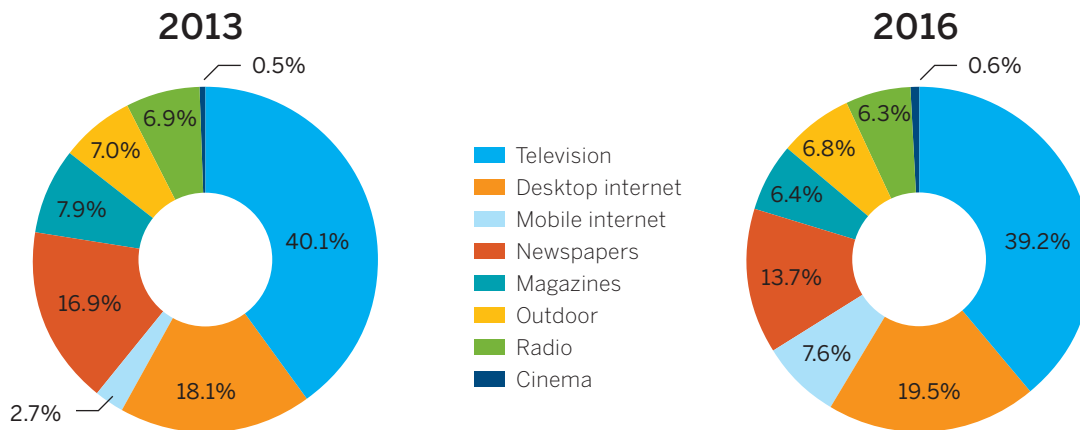 2013
0.5%
6.9%
7.0%
7.9%
40.1%
16.9%
18.1%
2.7%
Television
Desktop internet
Mobile internet
Newspapers
Magazines
Outdoor
Radio
Cinema
2016
0.6%
6.3%
6.8%
6.4%
39.2%
13.7%
7.6%
19.5%